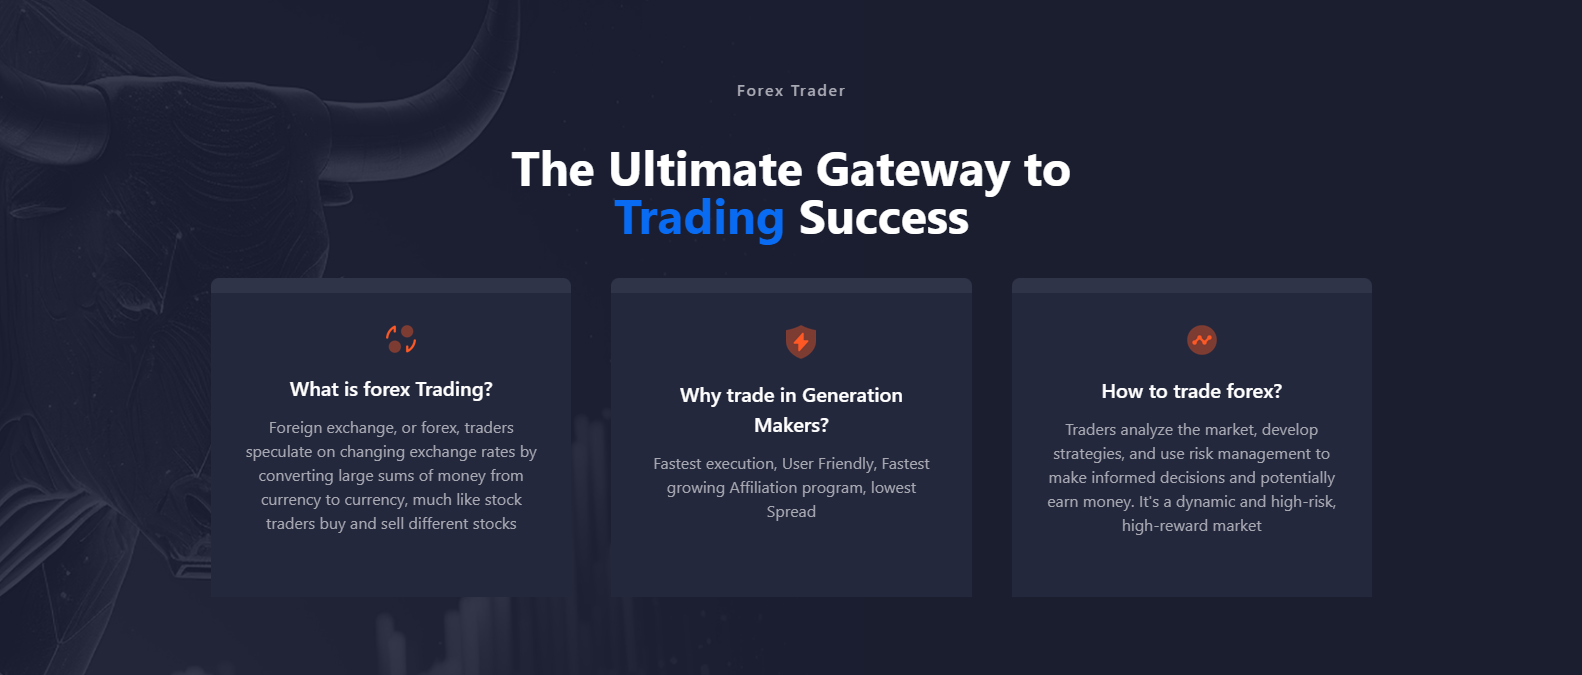 Forex Trader
The Ultimate Gateway to
Trading Success
What is forex Trading?
Foreign exchange, or forex, traders
speculate on changing exchange rates by
converting large sums of money from
currency to currency, much like stock
traders buy and sell different stocks
Why trade in Generation
Makers?
Fastest execution, User Friendly, Fastest
growing Affiliation program, lowest
Spread
How to trade forex?
Traders analyze the market, develop
strategies, and use risk management to
make informed decisions and potentially
earn money. It's a dynamic and high-risk,
high-reward market